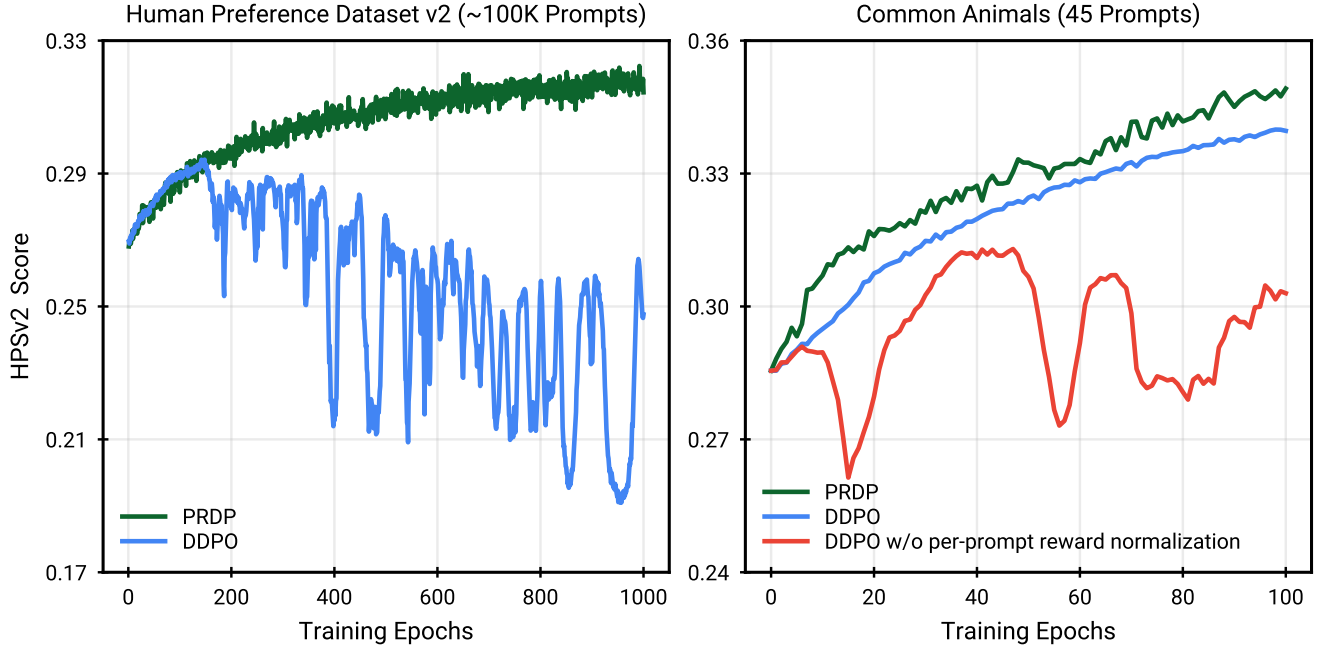 Human Preference Dataset v2 (~100K Prompts)
0.33
0.29
0.25
0.21
0.17
HPSv2 Score
PRDP
DDPO
0 200 400 600 800 1000
Training Epochs
Common Animals (45 Prompts)
0.36
0.33
0.30
0.27
0.24
PRDP
DDPO
DDPO w/o per-prompt reward normalization
0 20 40 60 80 100
Training Epochs